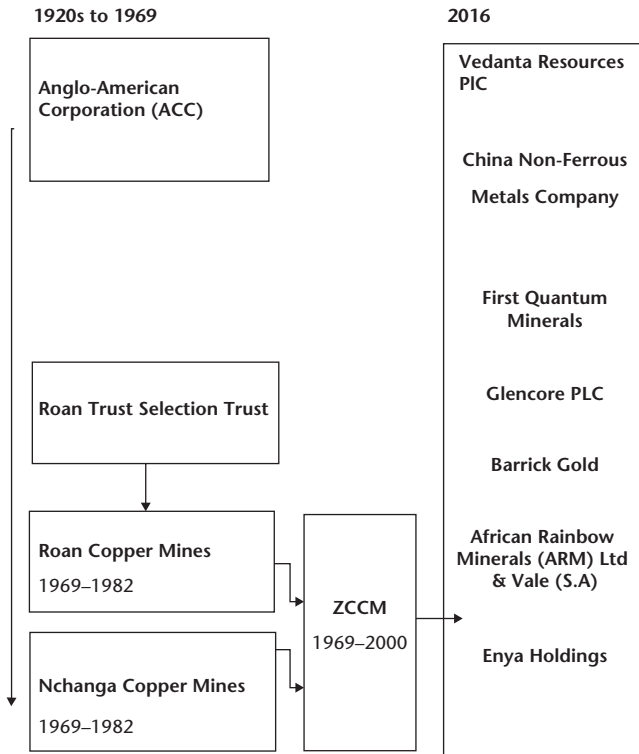 1920s to 1969
2016
Anglo-American
Corporation (ACC)
Roan Trust Selection Trust
Roan Copper Mines
1969–1982
Nchanga Copper Mines
1969–1982
ZCCM
1969–2000
Vedanta Resources
PlC
China Non-Ferrous
Metals Company
First Quantum
Minerals
Glencore PLC
Barrick Gold
African Rainbow
Minerals (ARM) Ltd
& Vale (S.A)
Enya Holdings